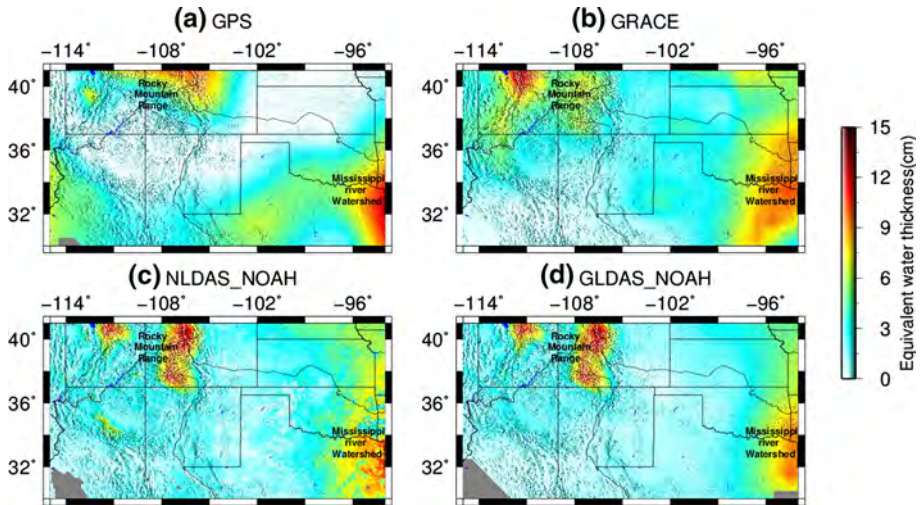 (a) GPS
(b) GRACE
−114° −108° −102° −96°
−114° −108° −102° −96°
40°
36°
32°
Rocky
Mountain
Range
Mississippi
river
Watershed
40°
36°
32°
Rocky
Mountain
Range
Mississippi
river
Watershed
(c) NLDAS_NOAH
(d) GLDAS_NOAH
−114° −108° −102° −96°
−114° −108° −102° −96°
40°
36°
32°
Rocky
Mountain
Range
Mississippi
river
Watershed
40°
36°
32°
Rocky
Mountain
Range
Mississippi
river
Watershed
15
12
9
6
3
0
Equivalent water thickness(cm)